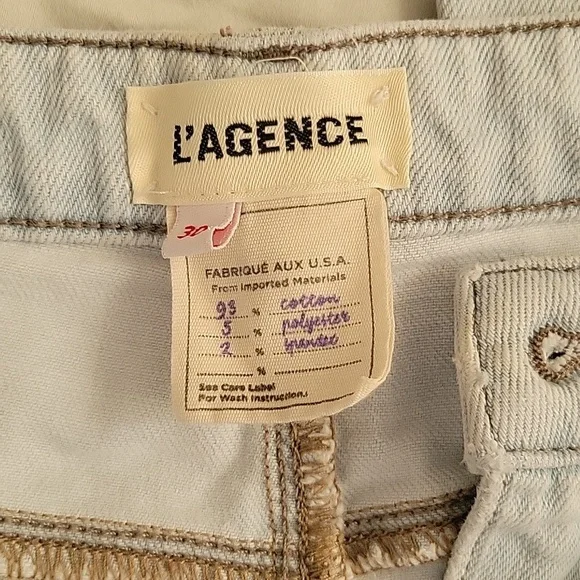 L'AGENCE
30
FABRIQUÉ AUX U.S.A.
From Imported Materials
93 % cotton
5 % polyester
2 % spandex
%
See Care Label
For Wash Instruction.